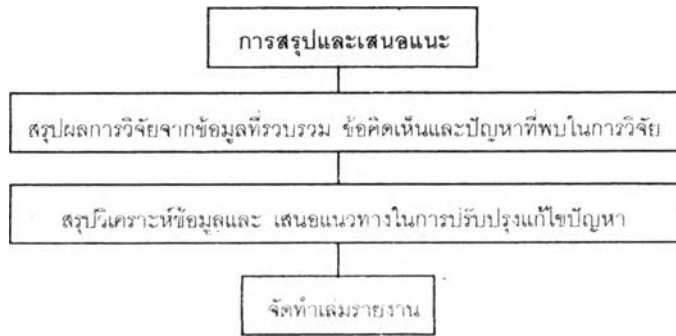 การสรุปและเสนอแนะ
สรุปผลการวิจัยจากข้อมูลที่รวบรวม ข้อคิดเห็นและปัญหาที่พบในการวิจัย
สรุปวิเคราะห์ข้อมูลและ เสนอแนวทางในการปรับปรุงแก้ไขปัญหา
จัดทำเล่มรายงาน